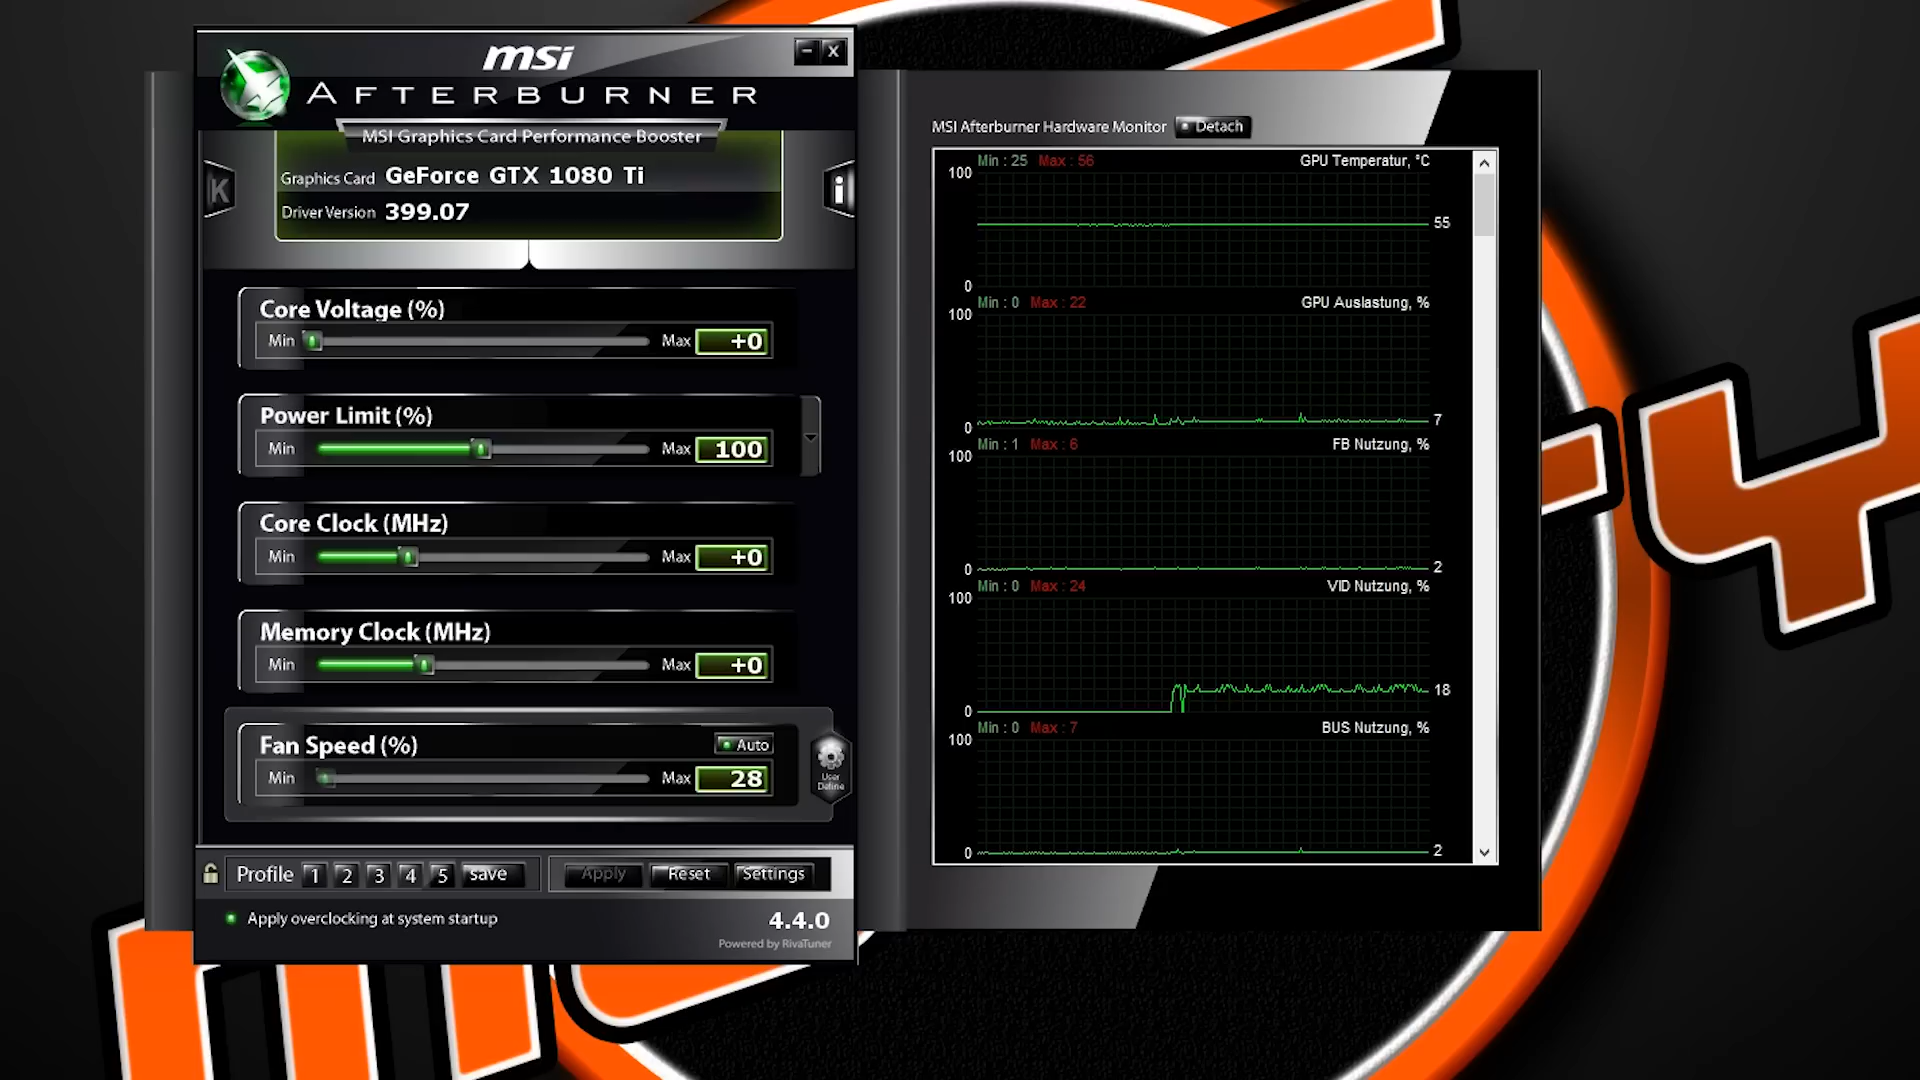 msi
AFTERBURNER
MSI Graphics Card Performance Booster
Graphics Card GeForce GTX 1080 Ti
Driver Version 399.07
K
i
Core Voltage (%)
Min Max +0
Power Limit (%)
Min Max 100
Core Clock (MHz)
Min Max +0
Memory Clock (MHz)
Min Max +0
Fan Speed (%) Auto
Min Max 28
User Define
Profile 1 2 3 4 5 save Apply Reset Settings
Apply overclocking at system startup 4.4.0
Powered by RivaTuner
MSI Afterburner Hardware Monitor Detach
Min : 25 Max : 56 GPU Temperatur, °C
100
55
0
Min : 0 Max : 22 GPU Auslastung, %
100
7
0
Min : 1 Max : 6 FB Nutzung, %
100
2
0
Min : 0 Max : 24 VID Nutzung, %
100
18
0
Min : 0 Max : 7 BUS Nutzung, %
100
2
0